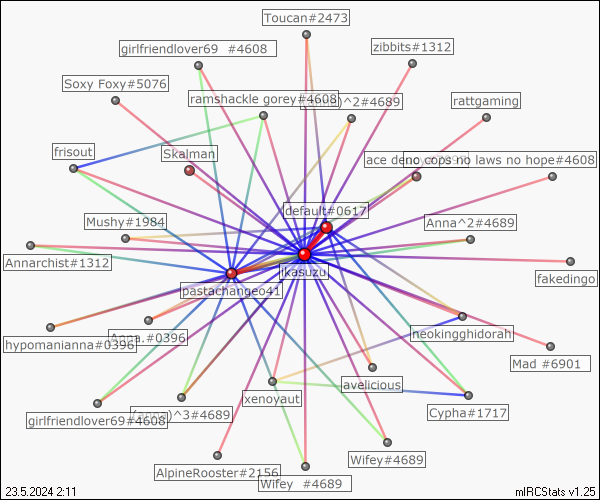 Toucan#2473
girlfriendlover69 #4608
zibbits#1312
Soxy Foxy#5076
ramshackle gorey#4608
)^2#4689
rattgaming
frisout
Skalman
ace deno cops no laws no hope#4608
default#0617
Mushy#1984
Anna^2#4689
Annarchist#1312
ikasuzu
fakedingo
pastachangeo41
Anna.#0396
neokingghidorah
hypomanianna#0396
Mad #6901
avelicious
xenoyaut
girlfriendlover69#4608
)^3#4689
Cypha#1717
Wifey#4689
AlpineRooster#2156
Wifey #4689
23.5.2024 2:11
mIRCStats v1.25